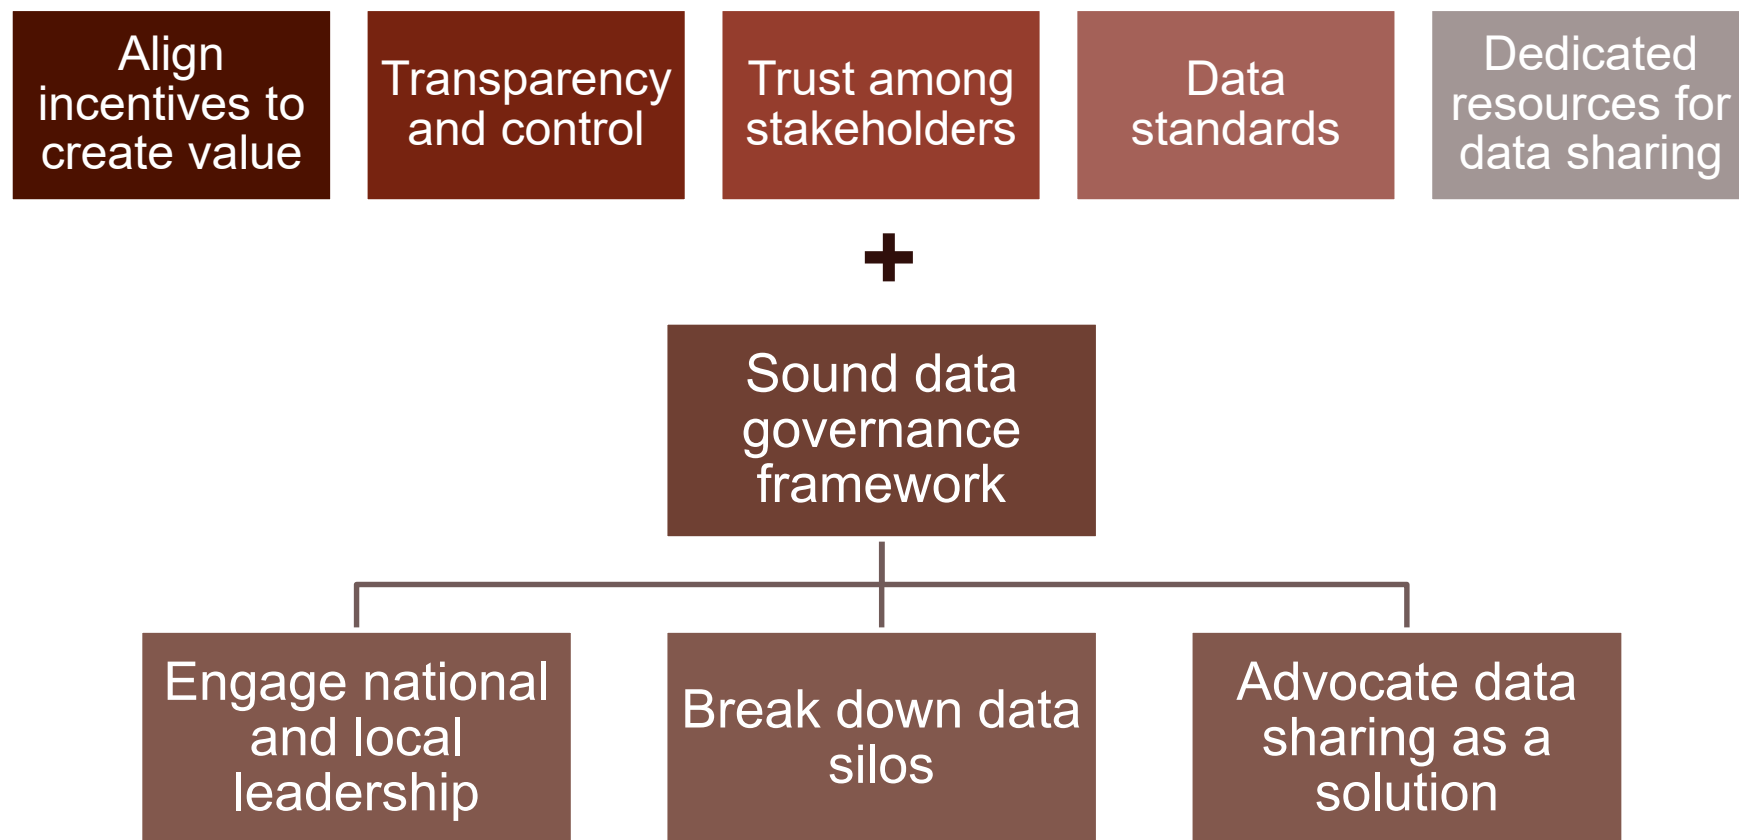 Align
incentives to
create value
Transparency
and control
Trust among
stakeholders
Data
standards
Dedicated
resources for
data sharing
+
Sound data
governance
framework
Engage national
and local
leadership
Break down data
silos
Advocate data
sharing as a
solution